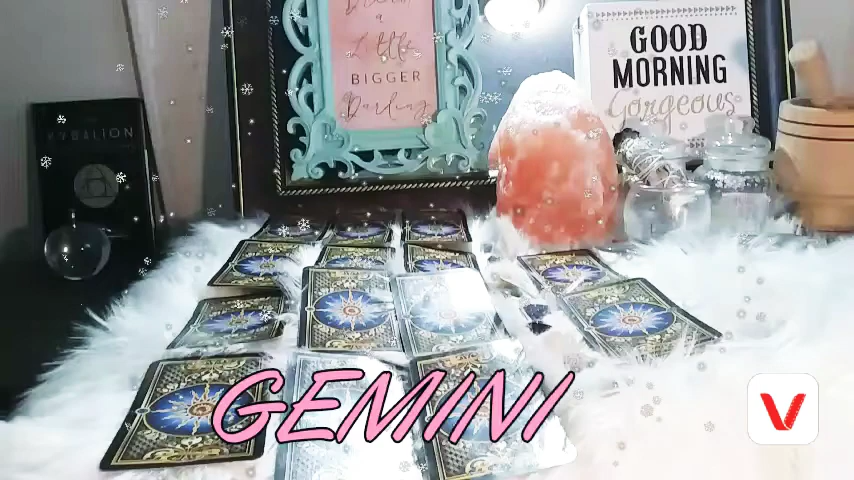 Dream
a
Little
BIGGER
Darling
GOOD
MORNING
Gorgeous
KYBALION
GEMINI
V